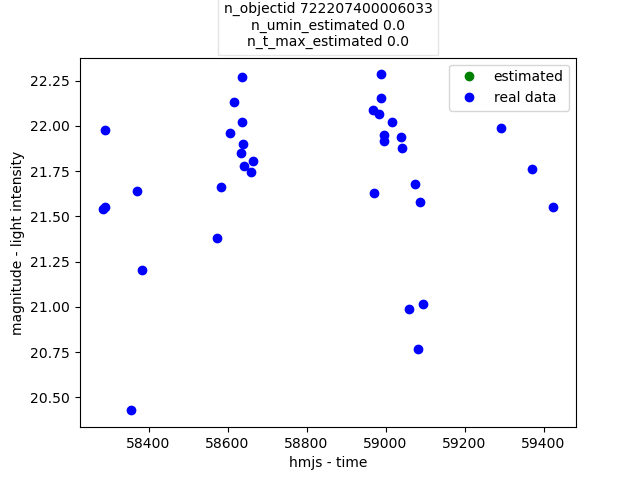 n_objectid 722207400006033
n_umin_estimated 0.0
n_t_max_estimated 0.0
estimated
real data
magnitude - light intensity
22.25
22.00
21.75
21.50
21.25
21.00
20.75
20.50
58400
58600
58800
59000
59200
59400
hmjs - time